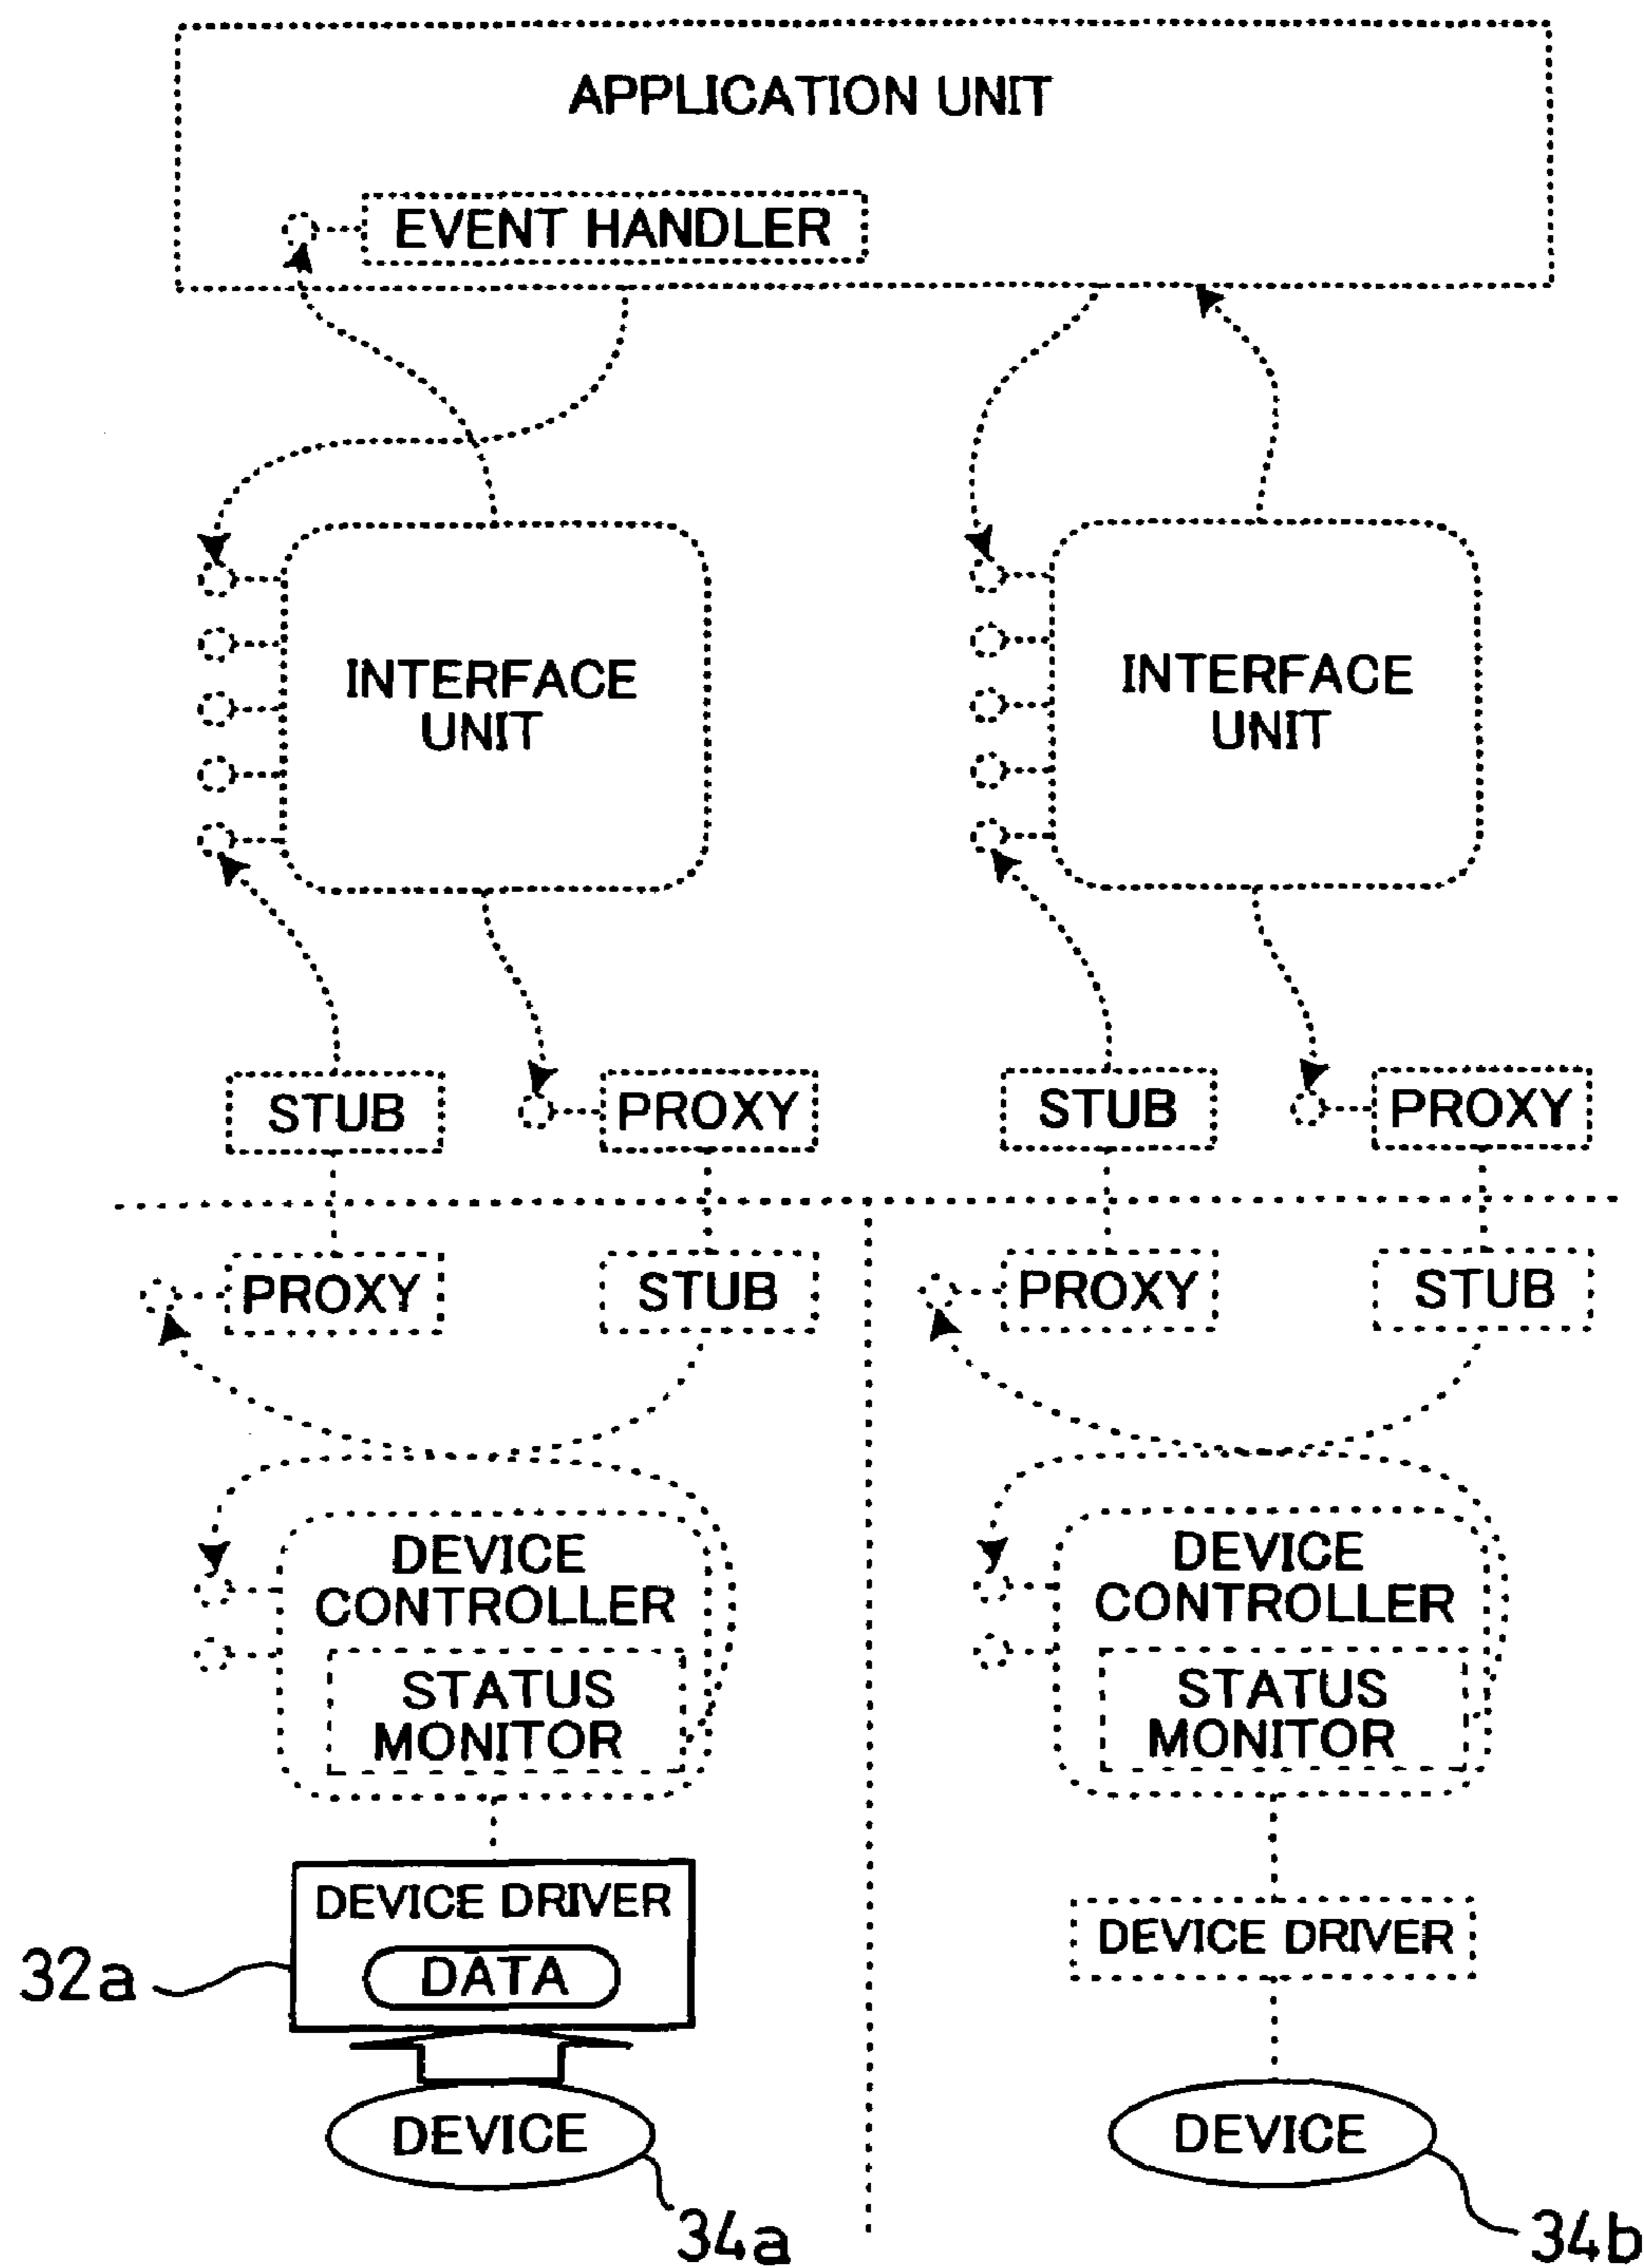 APPLICATION UNIT
EVENT HANDLER
INTERFACE
UNIT
INTERFACE
UNIT
STUB
PROXY
STUB
PROXY
PROXY
STUB
PROXY
STUB
DEVICE
CONTROLLER
STATUS
MONITOR
DEVICE
CONTROLLER
STATUS
MONITOR
DEVICE DRIVER
DATA
32a
DEVICE DRIVER
DEVICE
34a
DEVICE
34b